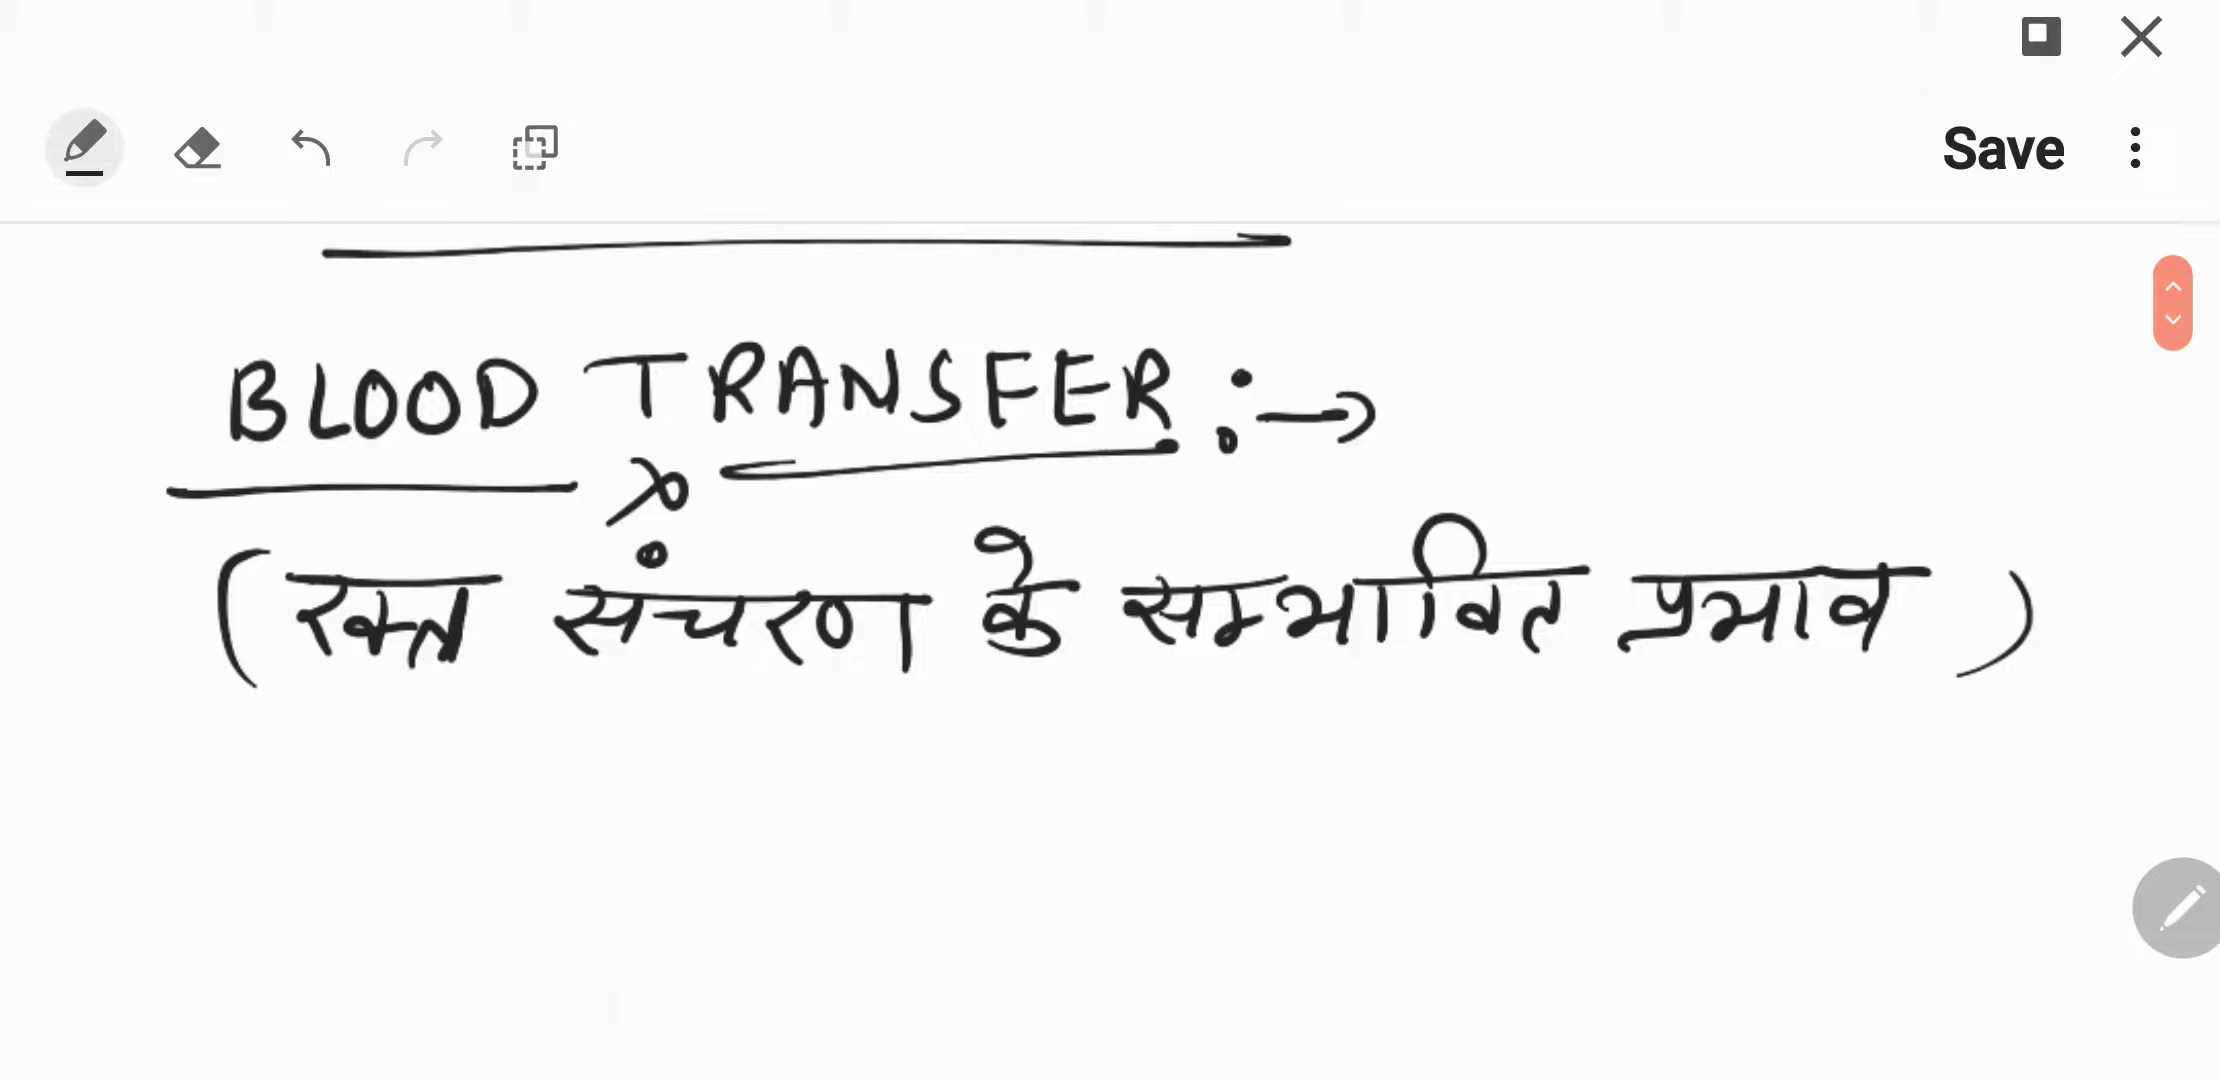 Save
BLOOD TRANSFER :→
(रक्त संचरण के सम्भावित प्रभाव)